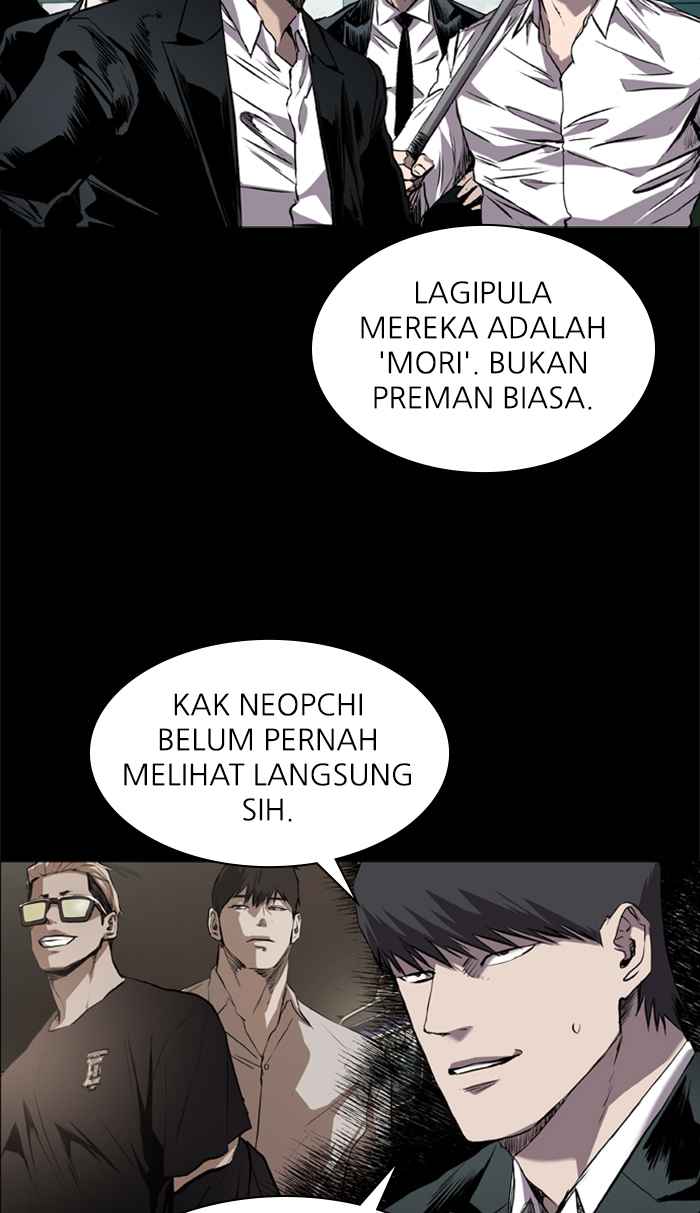 LAGIPULA
MEREKA ADALAH
'MORI'. BUKAN
PREMAN BIASA.
KAK NEOPCHI
BELUM PERNAH
MELIHAT LANGSUNG
SIH.